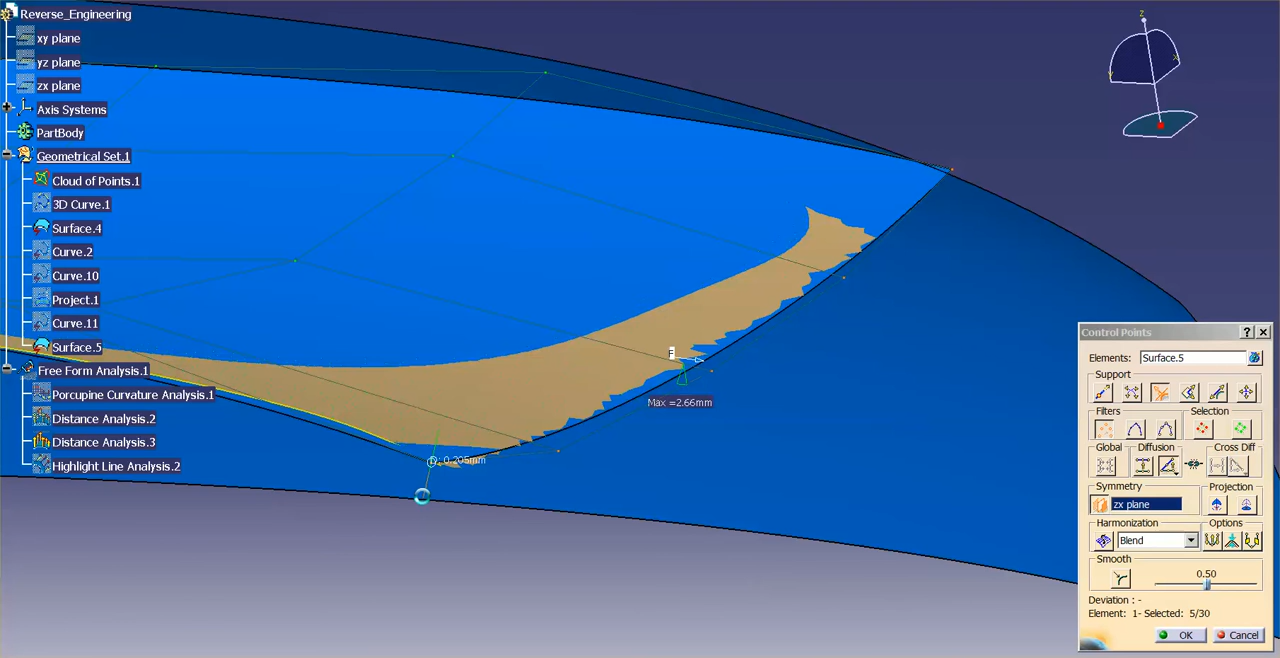 Reverse_Engineering
xy plane
yz plane
zx plane
Axis Systems
PartBody
Geometrical Set.1
Cloud of Points.1
3D Curve.1
Surface.4
Curve.2
Curve.10
Project.1
Curve.11
Surface.5
Free Form Analysis.1
Porcupine Curvature Analysis.1
Distance Analysis.2
Distance Analysis.3
Highlight Line Analysis.2
F
Max =2.66mm
0.205mm
z
x
y
Control Points
? X
Elements: Surface.5
Support
Filters Selection
Global Diffusion Cross Diff
Symmetry Projection
zx plane
Harmonization Options
Blend
Smooth
0.50
Deviation : -
Element: 1- Selected: 5/30
OK Cancel